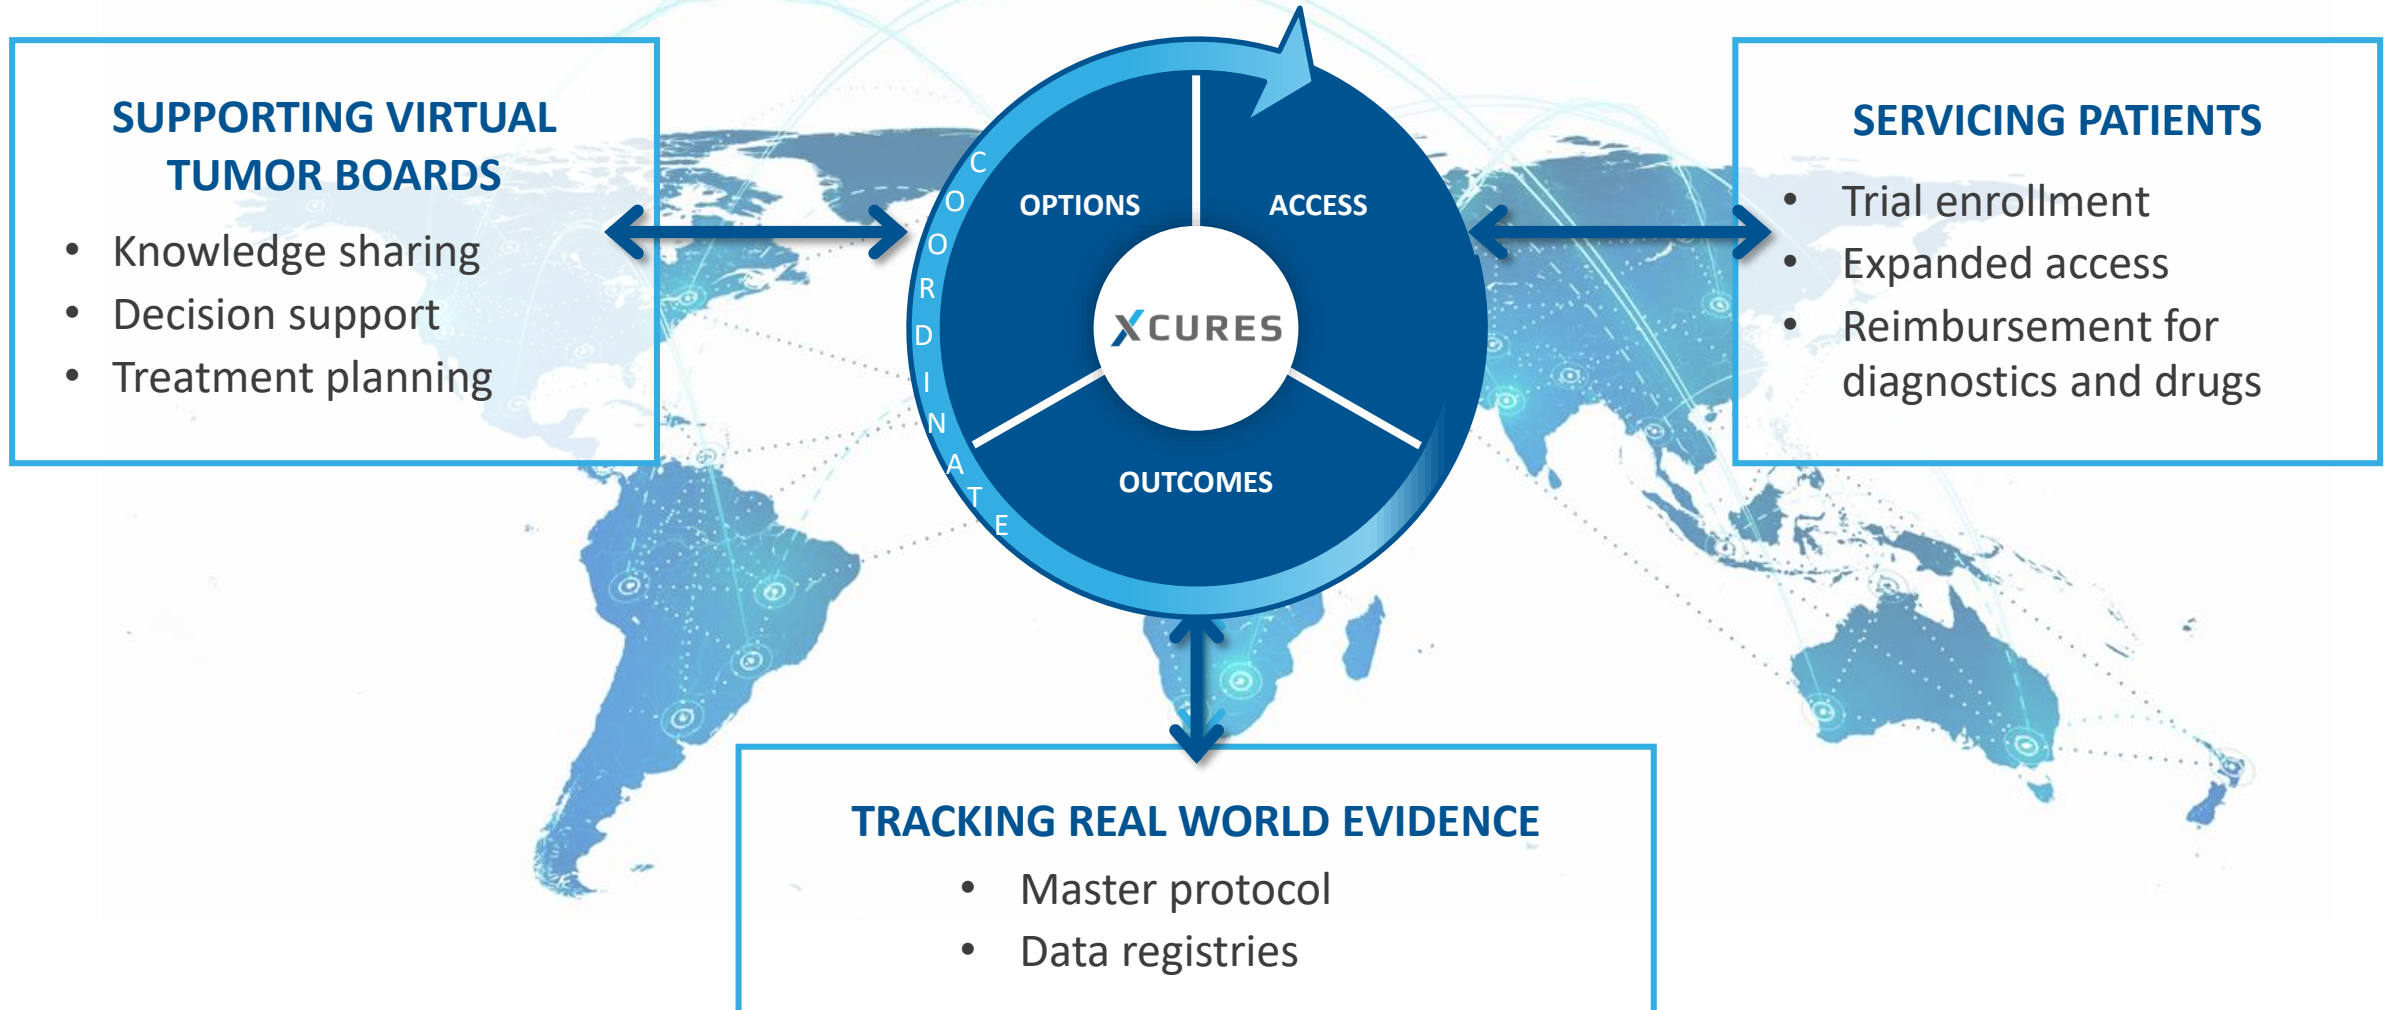 SUPPORTING VIRTUAL
TUMOR BOARDS
• Knowledge sharing
• Decision support
• Treatment planning
COORDINATE
OPTIONS
ACCESS
XCURES
OUTCOMES
SERVICING PATIENTS
• Trial enrollment
• Expanded access
• Reimbursement for
diagnostics and drugs
TRACKING REAL WORLD EVIDENCE
• Master protocol
• Data registries